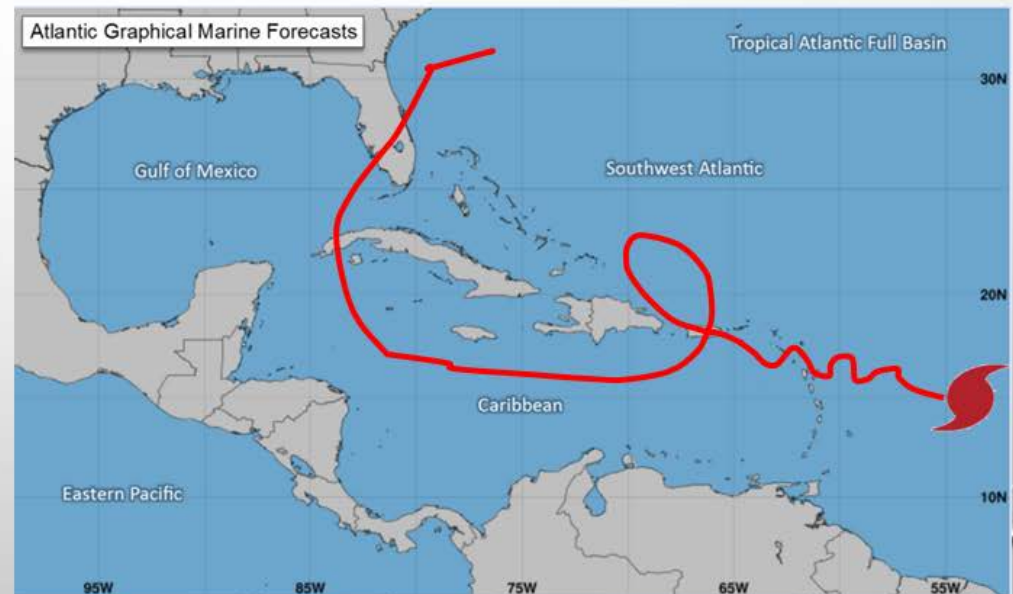 Atlantic Graphical Marine Forecasts
Tropical Atlantic Full Basin
30N
Gulf of Mexico
Southwest Atlantic
20N
Caribbean
Eastern Pacific
10N
95W
85W
75W
65W
55W